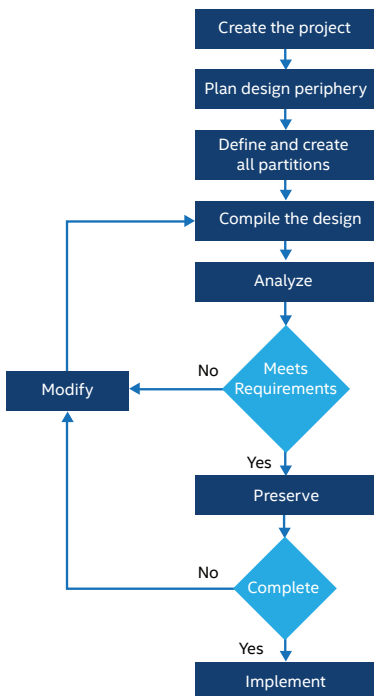 Create the project
Plan design periphery
Define and create
all partitions
Compile the design
Analyze
Meets
Requirements
No
Modify
Yes
Preserve
No
Complete
Yes
Implement